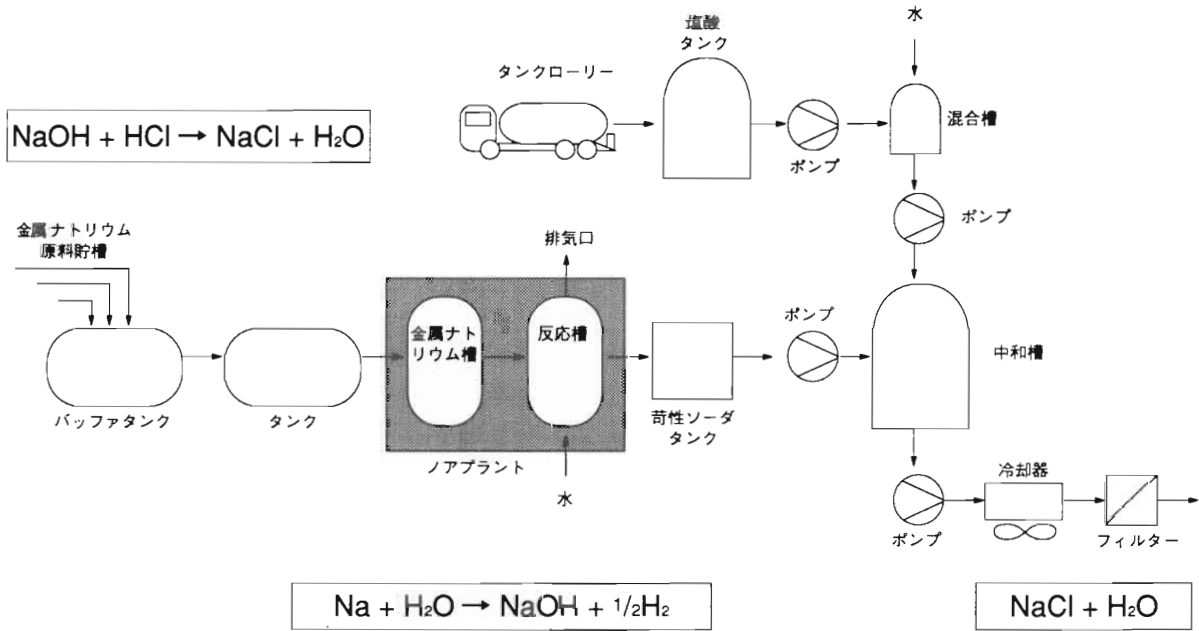 塩酸
タンク
水
タンクローリー
混合槽
NaOH + HCl → NaCl + H₂O
ポンプ
ポンプ
金属ナトリウム
原料貯槽
排気口
ポンプ
金属ナト
リウム槽
反応槽
中和槽
バッファタンク
タンク
苛性ソーダ
タンク
ノアプラント
水
冷却器
ポンプ
フィルター
Na + H₂O → NaOH + 1/2H₂
NaCl + H₂O